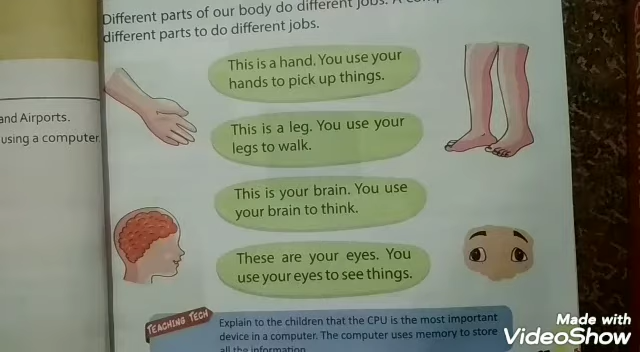 Different parts of our body do different jobs. A
different parts to do different jobs.
This is a hand. You use your
hands to pick up things.
and Airports.
using a computer
This is a leg. You use your
legs to walk.
This is your brain. You use
your brain to think.
These are your eyes. You
use your eyes to see things.
TEACHING TECH
Explain to the children that the CPU is the most important
device in a computer. The computer uses memory to store
all the information
Made with
VideoShow